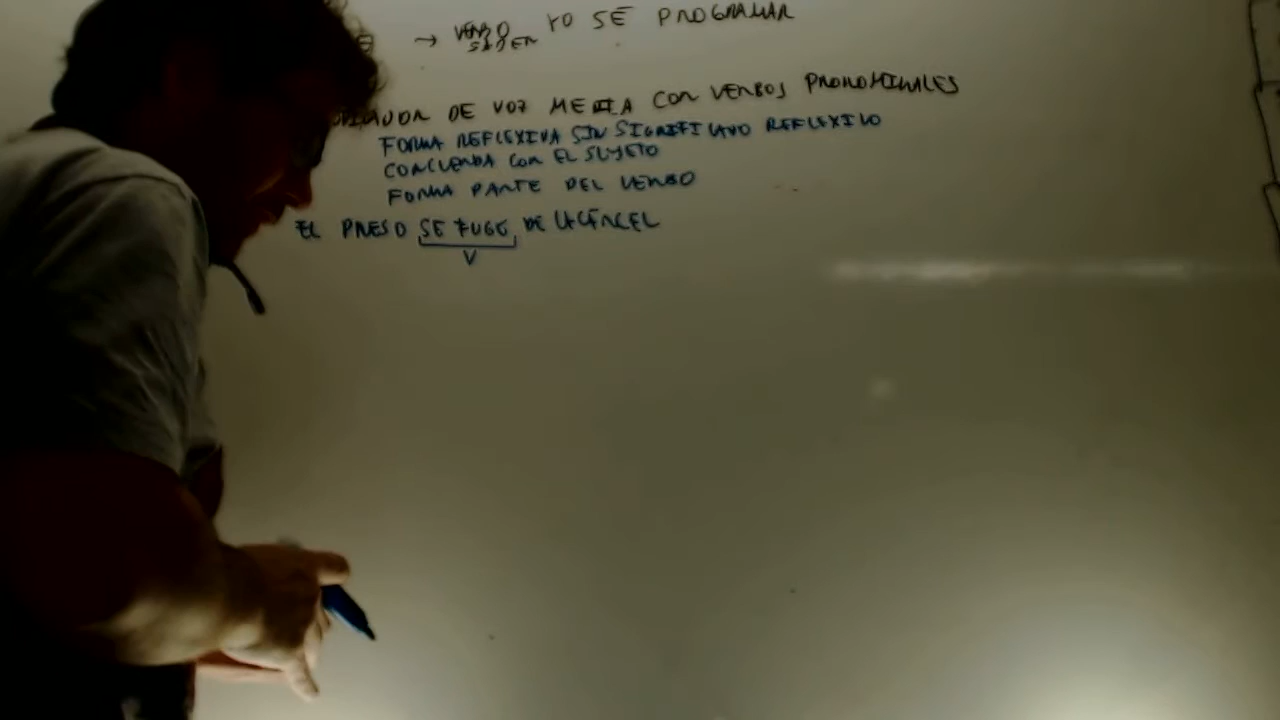 → VERBO YO SÉ PROGRAMAR
SABER
DE VOZ MEDIA CON VERBOS PRONOMINALES
FORMA REFLEXIVA SIN SIGNIFICADO REFLEXIVO
CONCUERDA CON EL SUJETO
FORMA PARTE DEL VERBO
EL PRESO SE FUGÓ DE LA CÁRCEL
V